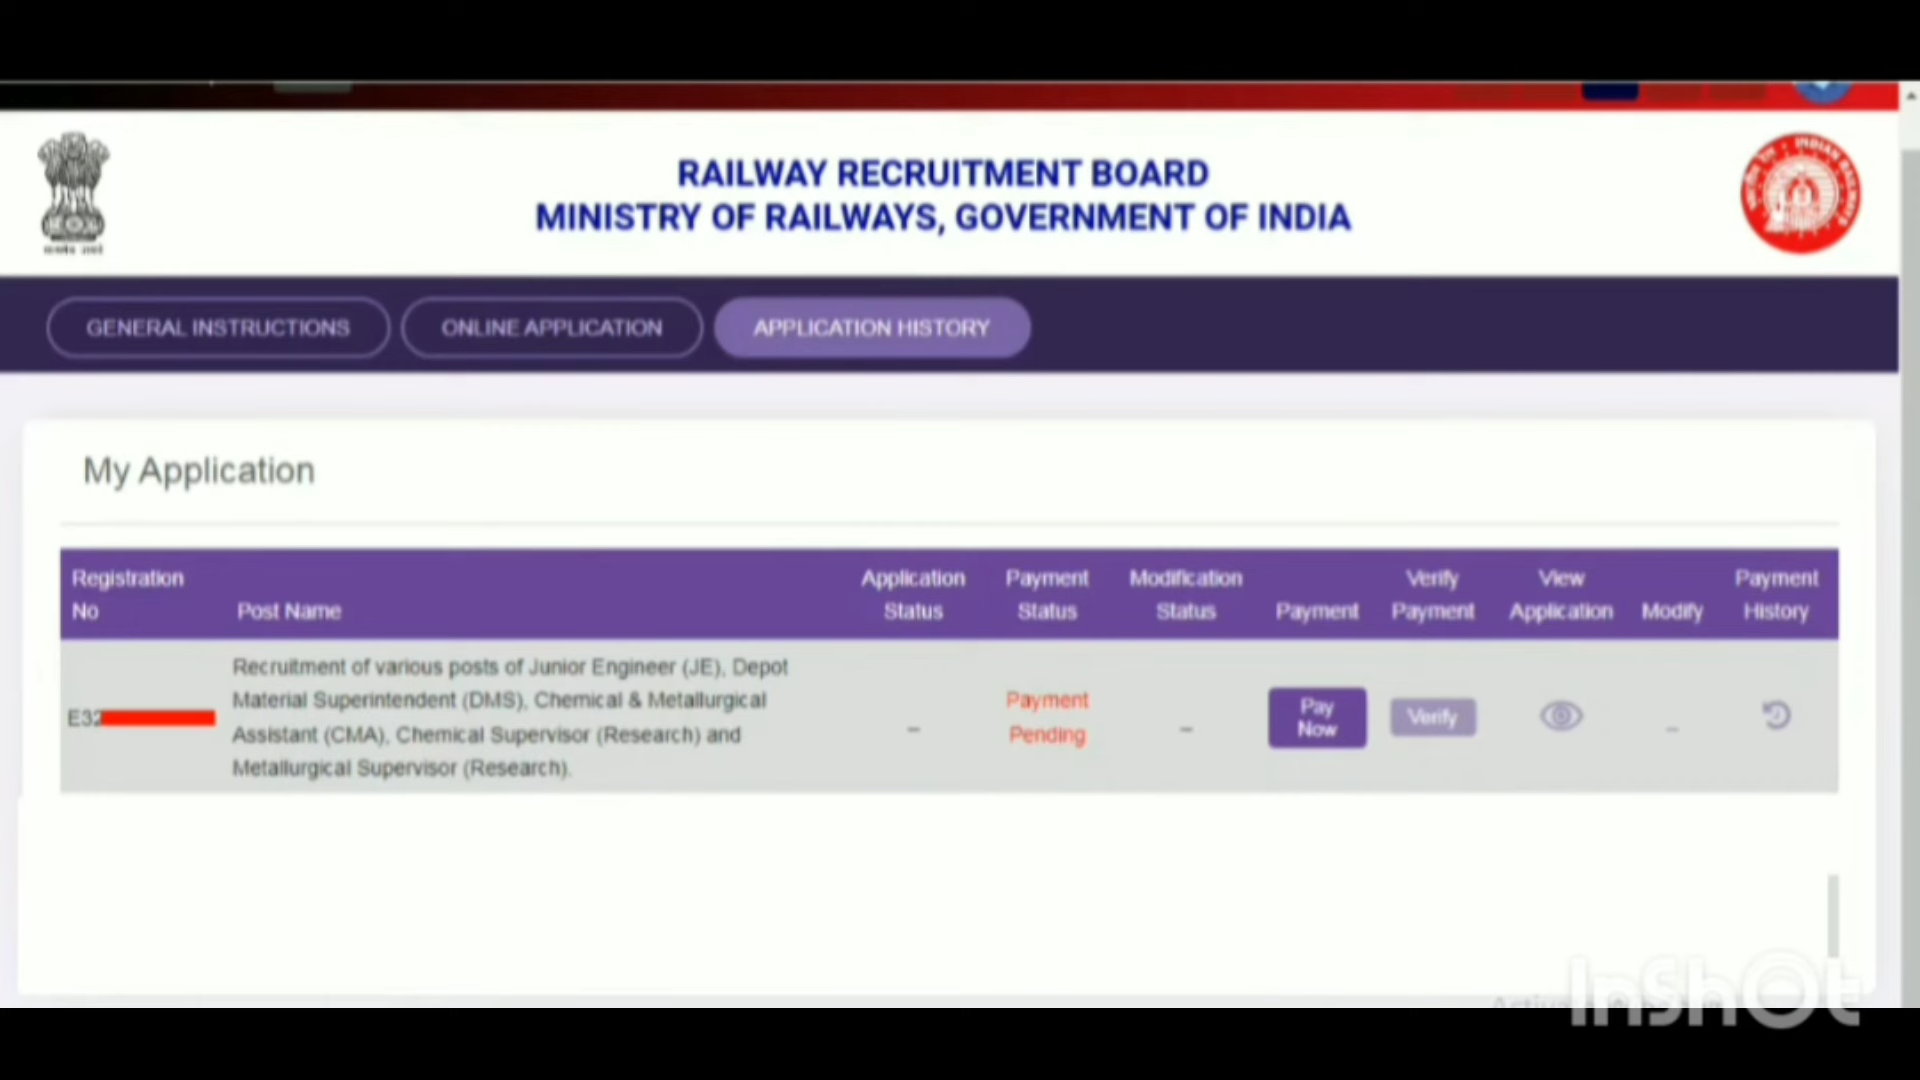 RAILWAY RECRUITMENT BOARD
MINISTRY OF RAILWAYS, GOVERNMENT OF INDIA
GENERAL INSTRUCTIONS
ONLINE APPLICATION
APPLICATION HISTORY
My Application
Registration No
Post Name
Application Status
Payment Status
Modification Status
Payment
Verify Payment
View Application
Modify
Payment History
E32
Recruitment of various posts of Junior Engineer (JE), Depot
Material Superintendent (DMS), Chemical & Metallurgical
Assistant (CMA), Chemical Supervisor (Research) and
Metallurgical Supervisor (Research).
–
Payment
Pending
–
Pay
Now
Verify
–
InShOt